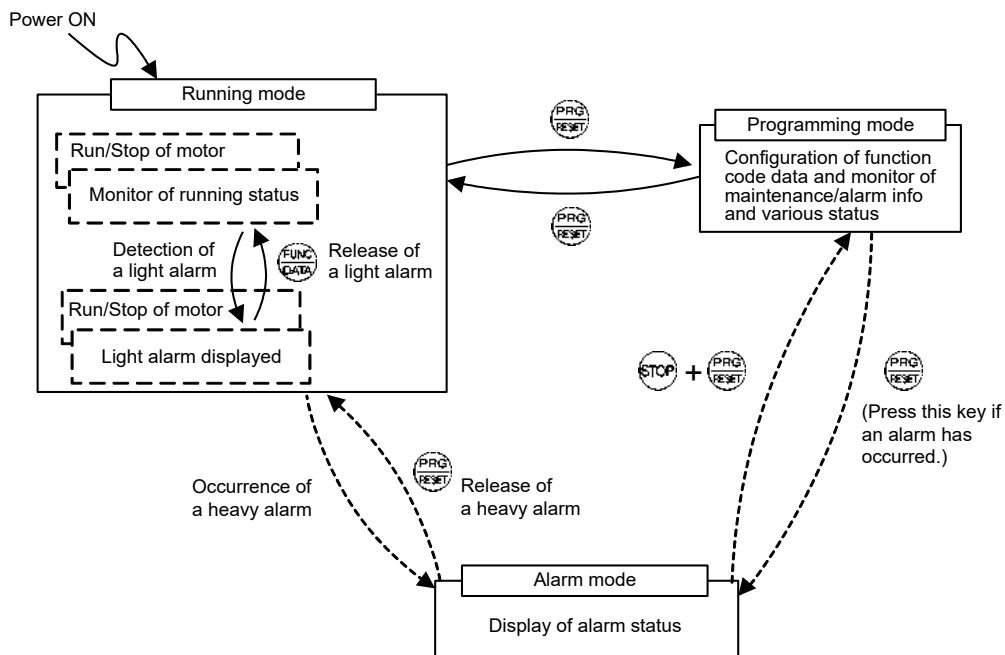 Power ON
Running mode
Run/Stop of motor
Monitor of running status
Detection of
a light alarm
FUNC
DATA
Release of
a light alarm
Run/Stop of motor
Light alarm displayed
PRG
RESET
PRG
RESET
Programming mode
Configuration of function
code data and monitor of
maintenance/alarm info
and various status
STOP + PRG
RESET
PRG
RESET
(Press this key if
an alarm has
occurred.)
Occurrence of
a heavy alarm
PRG
RESET
Release of
a heavy alarm
Alarm mode
Display of alarm status